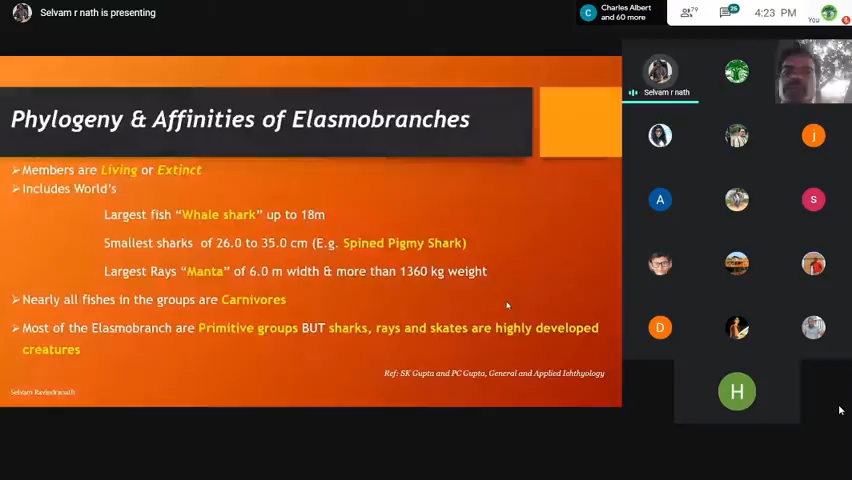 Selvam r nath is presenting
Charles Albert
and 60 more
79
25
4:23 PM
You
Phylogeny & Affinities of Elasmobranches
➢Members are Living or Extinct
➢Includes World's
Largest fish “Whale shark” up to 18m
Smallest sharks of 26.0 to 35.0 cm (E.g. Spined Pigmy Shark)
Largest Rays “Manta” of 6.0 m width & more than 1360 kg weight
➢Nearly all fishes in the groups are Carnivores
➢Most of the Elasmobranch are Primitive groups BUT sharks, rays and skates are highly developed
creatures
Ref: SK Gupta and PC Gupta, General and Applied Ichthyology
Selvam Ravindranath
Selvam r nath
j
A
s
D
H